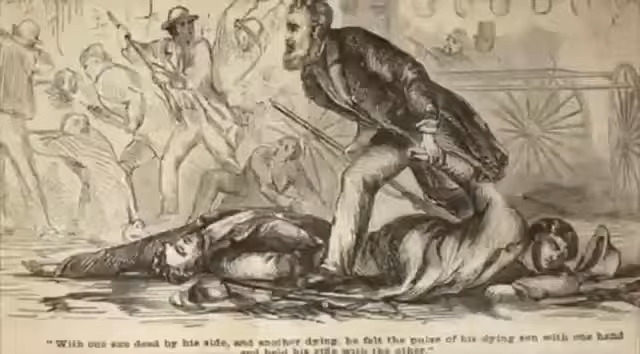 "With one son dead by his side, and another dying, he felt the pulse of his dying son with one hand
and held his rifle with the other."